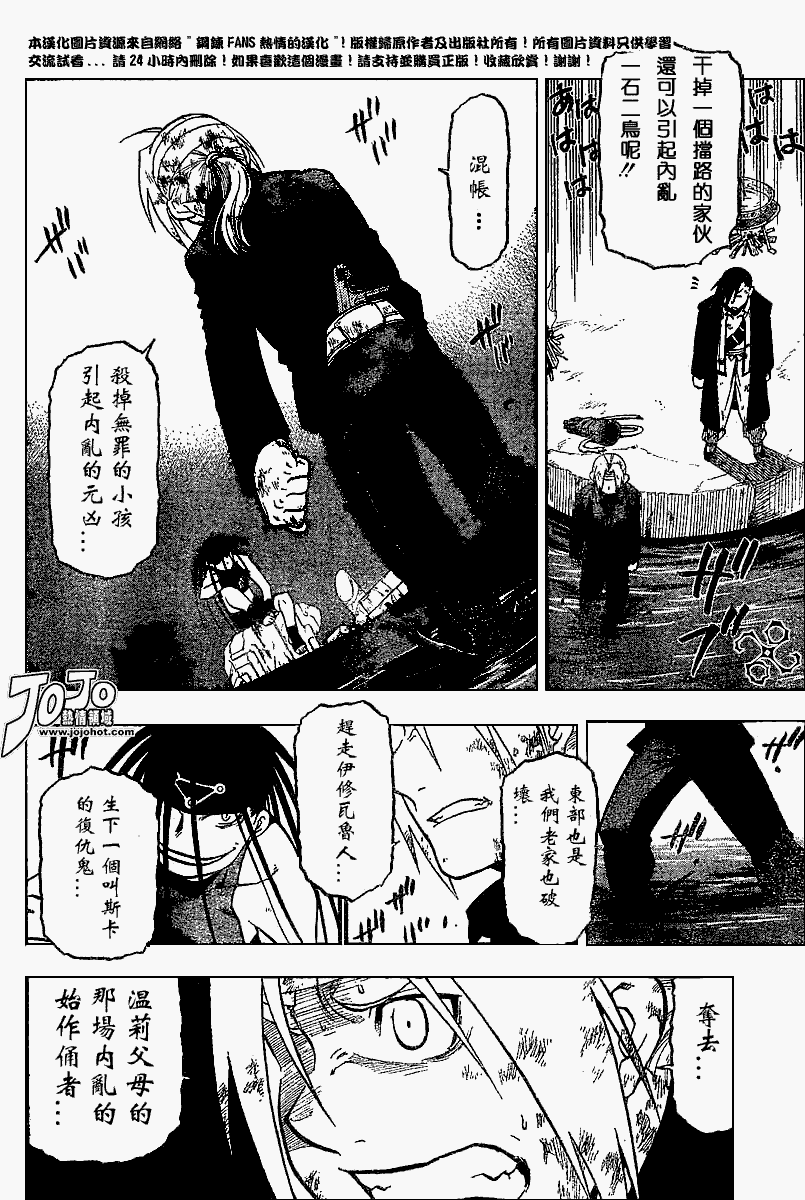 本漢化圖片資源來自網絡"鋼鍊FANS熱情的漢化"！版權歸原作者及出版社所有！所有圖片資料只供學習
交流試看...請24小時內刪除！如果喜歡這個漫畫！請支持並購買正版！收藏欣賞！謝謝！
干掉一個擋路的家伙
還可以引起內亂
一石二鳥呢!!
はははは
あははは
混帳…
殺掉無罪的小孩
引起內亂的元凶…
ザッ
ザッ
ザッ
ザブ
東部也是
我們老家也破
壞…
趕走伊修瓦魯人…
生下一個叫斯卡
的復仇鬼…
奪去…
溫莉父母的
那場內亂的
始作俑者…
JOJO
熱情領域
www.jojohot.com